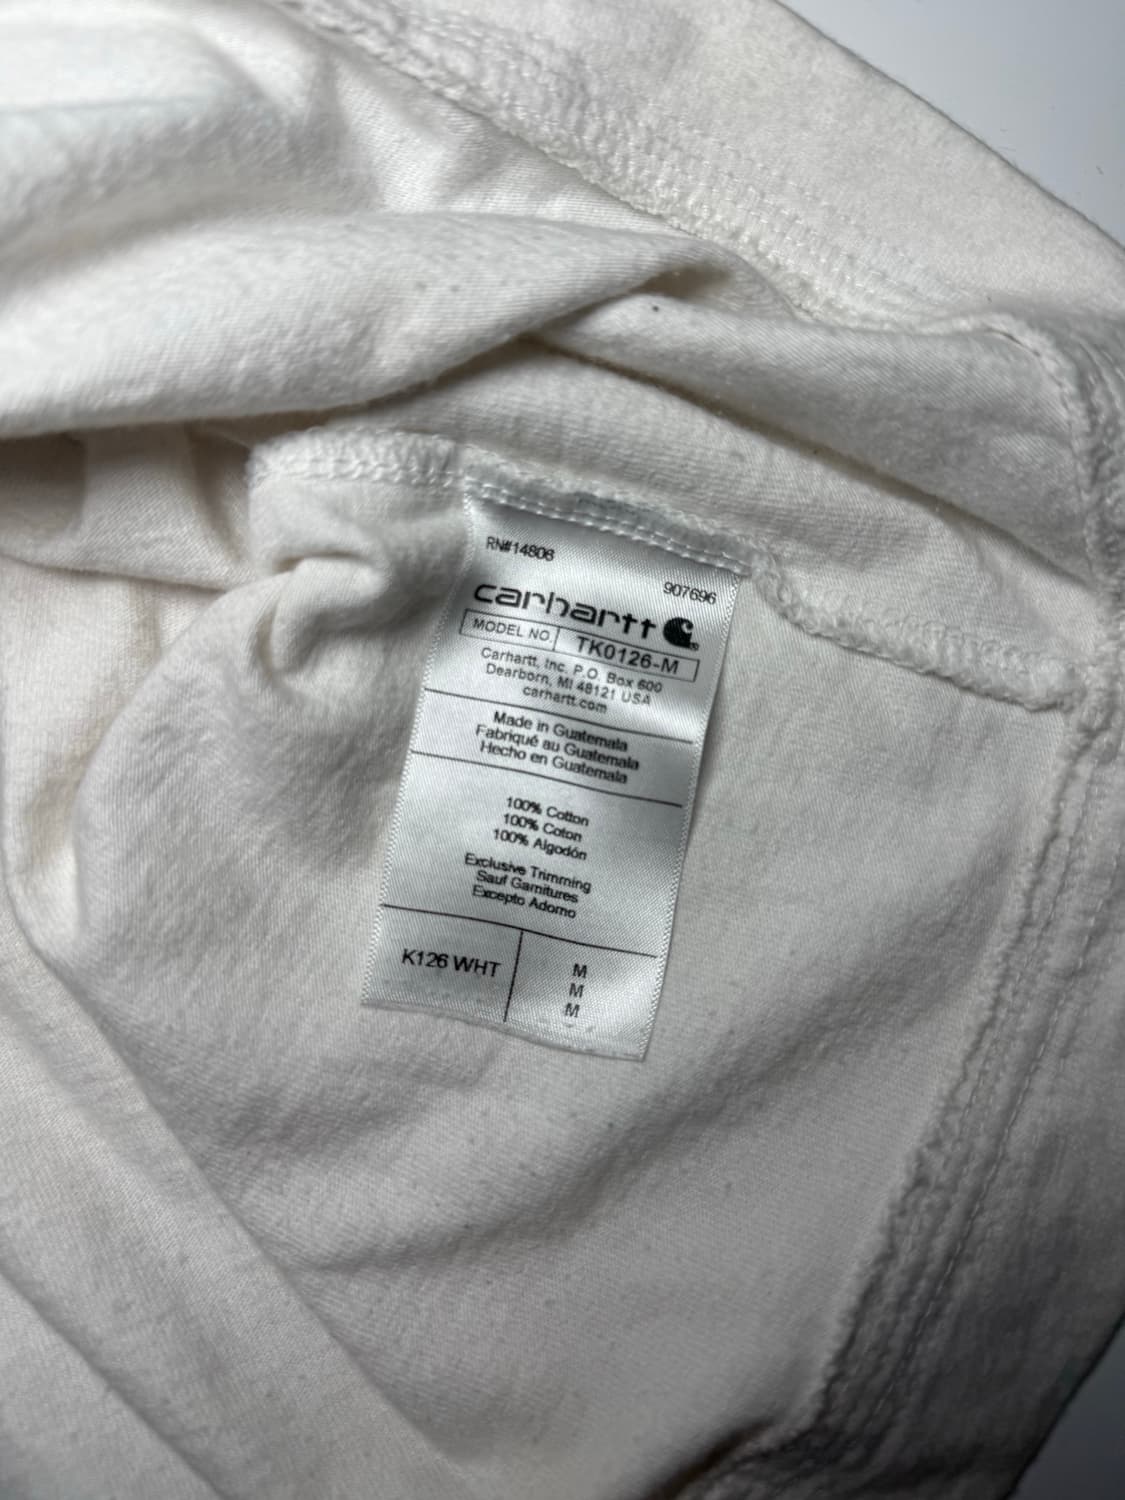 RN#14806
907696
carhartt
MODEL NO. TK0126-M
Carhartt, Inc. P.O. Box 600
Dearborn, MI 48121 USA
carhartt.com
Made in Guatemala
Fabriqué au Guatemala
Hecho en Guatemala
100% Cotton
100% Coton
100% Algodón
Exclusive Trimming
Sauf Garnitures
Excepto Adorno
K126 WHT
M
M
M